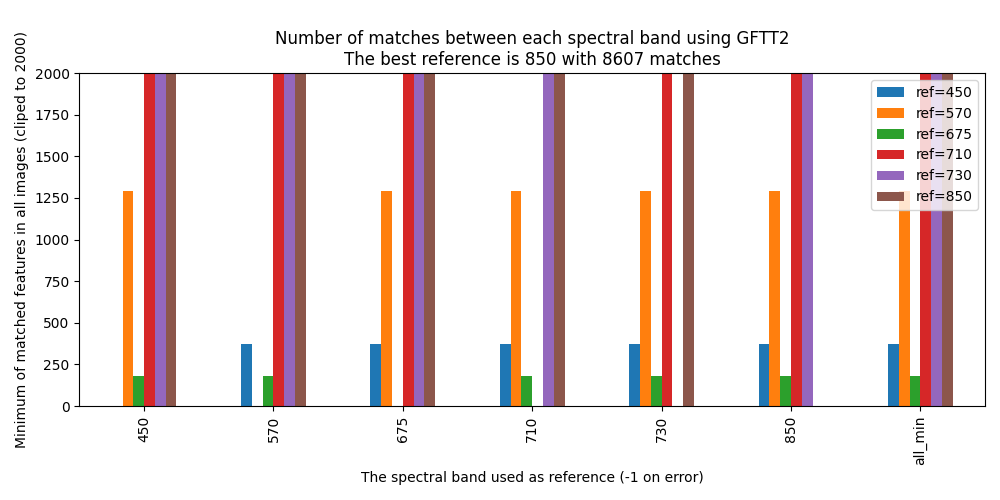 Number of matches between each spectral band using GFTT2
The best reference is 850 with 8607 matches
Minimum of matched features in all images (cliped to 2000)
2000
1750
1500
1250
1000
750
500
250
0
ref=450
ref=570
ref=675
ref=710
ref=730
ref=850
450
570
675
710
730
850
all_min
The spectral band used as reference (-1 on error)